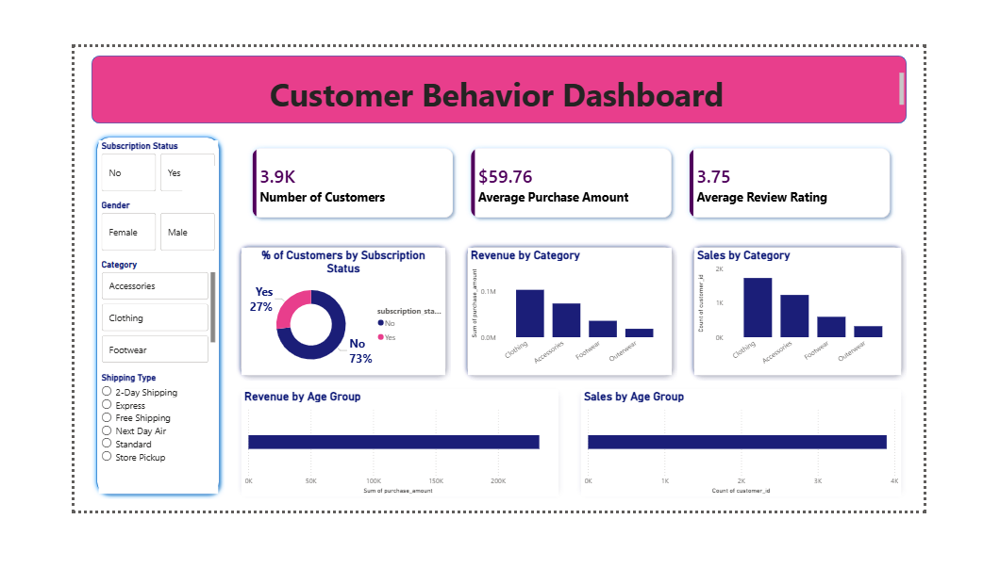 Customer Behavior Dashboard
Subscription Status
No
Yes
Gender
Female
Male
Category
Accessories
Clothing
Footwear
Shipping Type
2-Day Shipping
Express
Free Shipping
Next Day Air
Standard
Store Pickup
3.9K
Number of Customers
$59.76
Average Purchase Amount
3.75
Average Review Rating
% of Customers by Subscription
Status
Yes
27%
No
73%
subscription sta...
No
Yes
Revenue by Category
Sum of purchase_amount
0.1M
0.0M
Clothing
Accessories
Footwear
Outerwear
Sales by Category
Count of customer_id
2K
1K
0K
Clothing
Accessories
Footwear
Outerwear
Revenue by Age Group
0K
50K
100K
150K
200K
Sum of purchase_amount
Sales by Age Group
0K
1K
2K
3K
4K
Count of customer_id